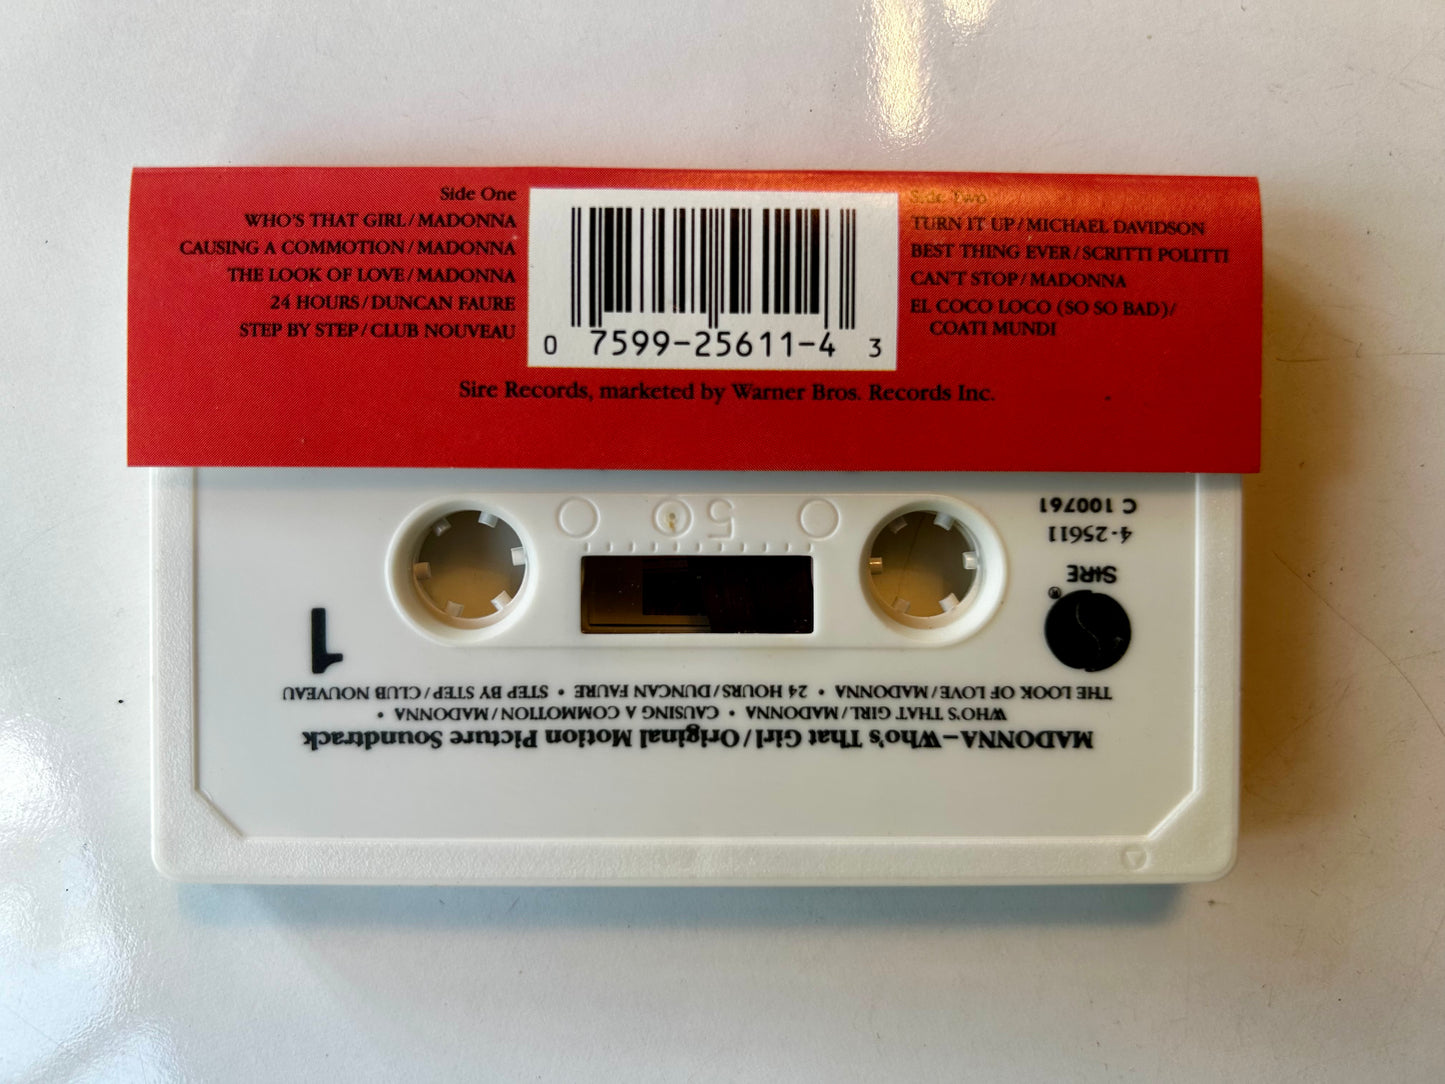 Side One
WHO'S THAT GIRL/MADONNA
CAUSING A COMMOTION/MADONNA
THE LOOK OF LOVE/MADONNA
24 HOURS/DUNCAN FAURE
STEP BY STEP/CLUB NOUVEAU
0 7599-25611-4 3
Side Two
TURN IT UP/MICHAEL DAVIDSON
BEST THING EVER/SCRITTI POLITTI
CAN'T STOP/MADONNA
EL COCO LOCO (SO SO BAD)/
COATI MUNDI
Sire Records, marketed by Warner Bros. Records Inc.
MADONNA–Who's That Girl/Original Motion Picture Soundtrack
WHO'S THAT GIRL/MADONNA • CAUSING A COMMOTION/MADONNA •
THE LOOK OF LOVE/MADONNA • 24 HOURS/DUNCAN FAURE • STEP BY STEP/CLUB NOUVEAU
1
S®
SIRE
4-25611
C 100761
50